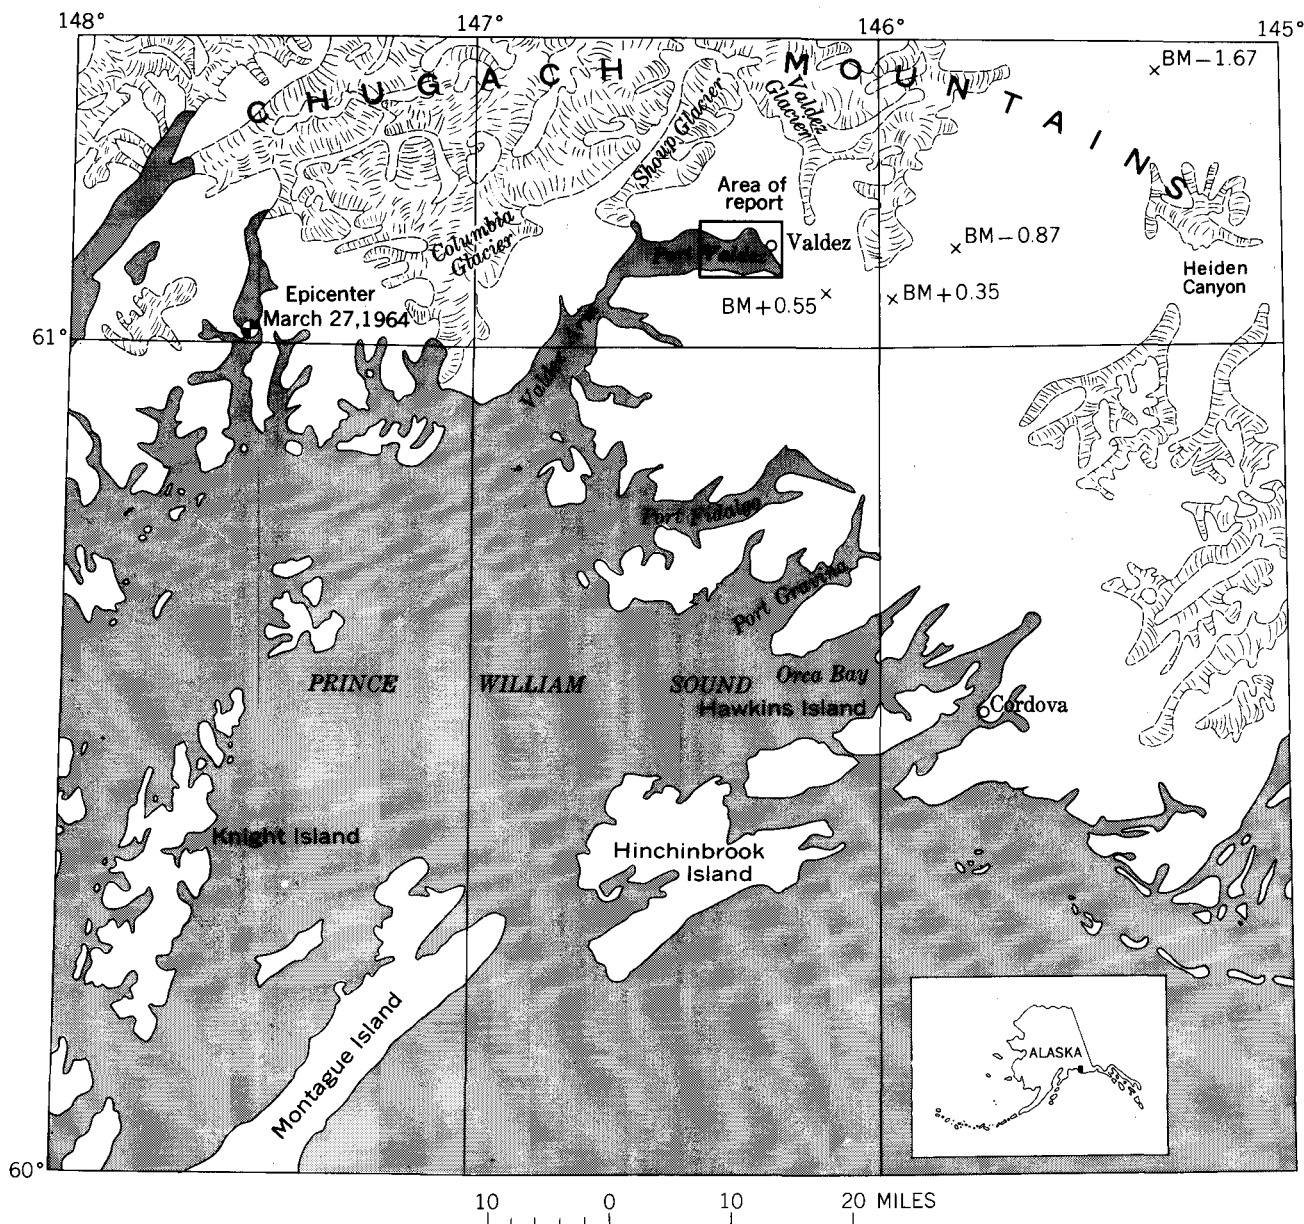 148°
147°
146°
145°
CHUGACH MOUNTAINS
BM—1.67
Valdez
Glacier
Shoup Glacier
Area of
report
Valdez
Port Valdez
BM—0.87
Columbia
Glacier
Heiden
Canyon
BM+0.55
BM+0.35
Epicenter
March 27, 1964
61°
Valdez Arm
Port Fidalgo
Port Gravina
PRINCE WILLIAM SOUND
Orca Bay
Hawkins Island
Cordova
Knight Island
Hinchinbrook
Island
Montague Island
ALASKA
60°
10 0 10 20 MILES